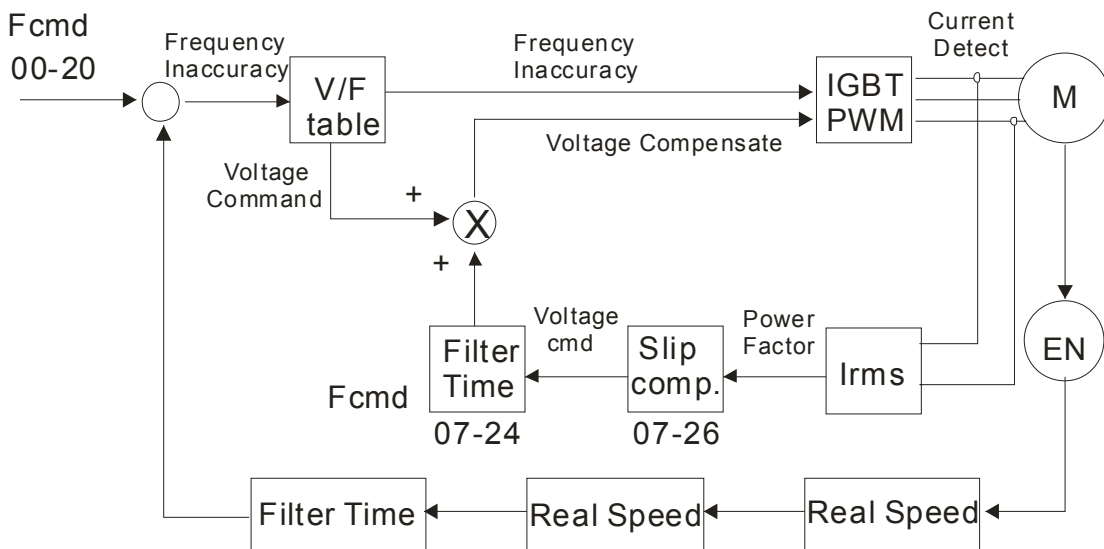 Fcmd
00-20
Frequency
Inaccuracy
V/F
table
Frequency
Inaccuracy
IGBT
PWM
Current
Detect
M
Voltage Compensate
Voltage
Command
+
X
+
Filter
Time
Voltage
cmd
Slip
comp.
Power
Factor
Irms
EN
Fcmd
07-24
07-26
Filter Time
Real Speed
Real Speed